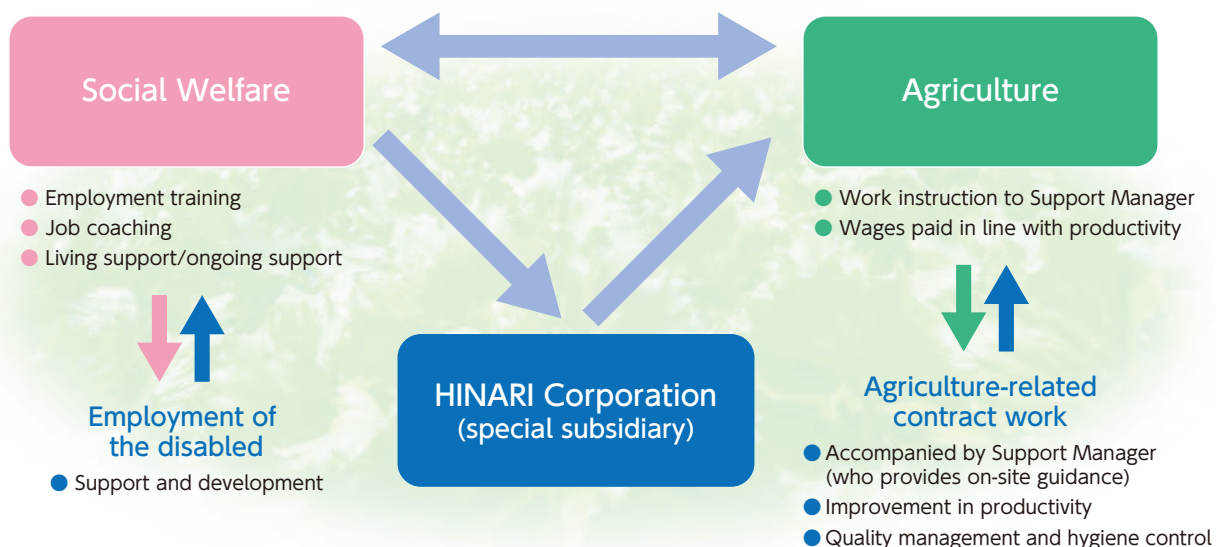 Social Welfare
Agriculture
● Employment training
● Job coaching
● Living support/ongoing support
● Work instruction to Support Manager
● Wages paid in line with productivity
HINARI Corporation
(special subsidiary)
Employment of
the disabled
● Support and development
Agriculture-related
contract work
● Accompanied by Support Manager
(who provides on-site guidance)
● Improvement in productivity
● Quality management and hygiene control